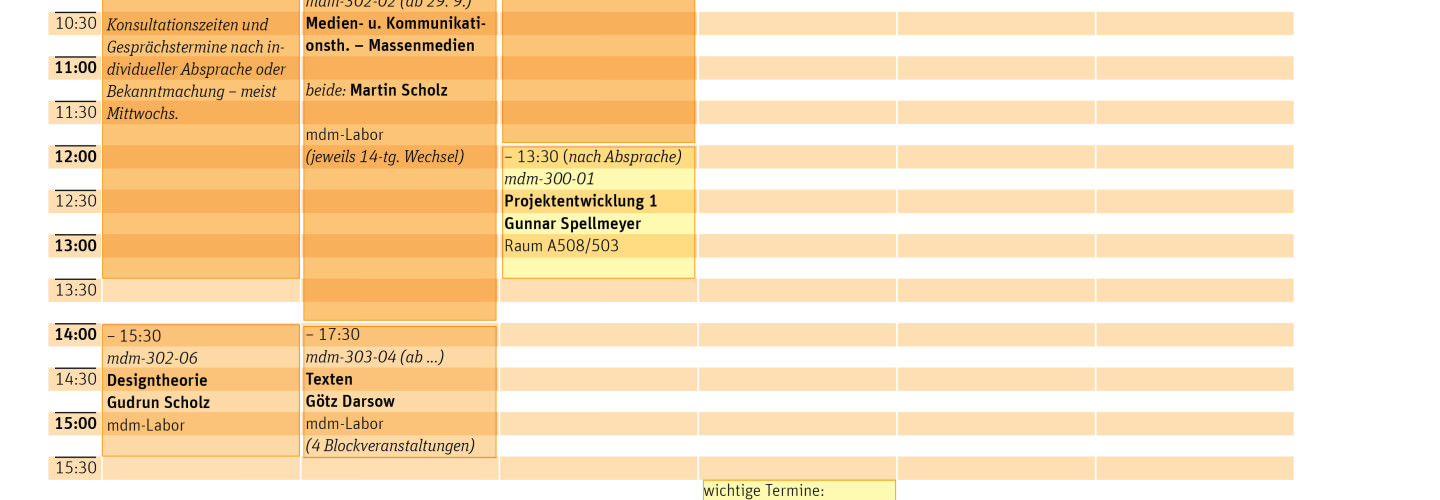 10:30
11:00
11:30
12:00
12:30
13:00
13:30
14:00
14:30
15:00
15:30
Konsultationszeiten und
Gesprächstermine nach in-
dividueller Absprache oder
Bekanntmachung – meist
Mittwochs.
– 15:30
mdm-302-06
Designtheorie
Gudrun Scholz
mdm-Labor
mdm-302-02 (ab 29. 9.)
Medien- u. Kommunikati-
onsth. – Massenmedien
beide: Martin Scholz
mdm-Labor
(jeweils 14-tg. Wechsel)
– 17:30
mdm-303-04 (ab ...)
Texten
Götz Darsow
mdm-Labor
(4 Blockveranstaltungen)
– 13:30 (nach Absprache)
mdm-300-01
Projektentwicklung 1
Gunnar Spellmeyer
Raum A508/503
wichtige Termine: